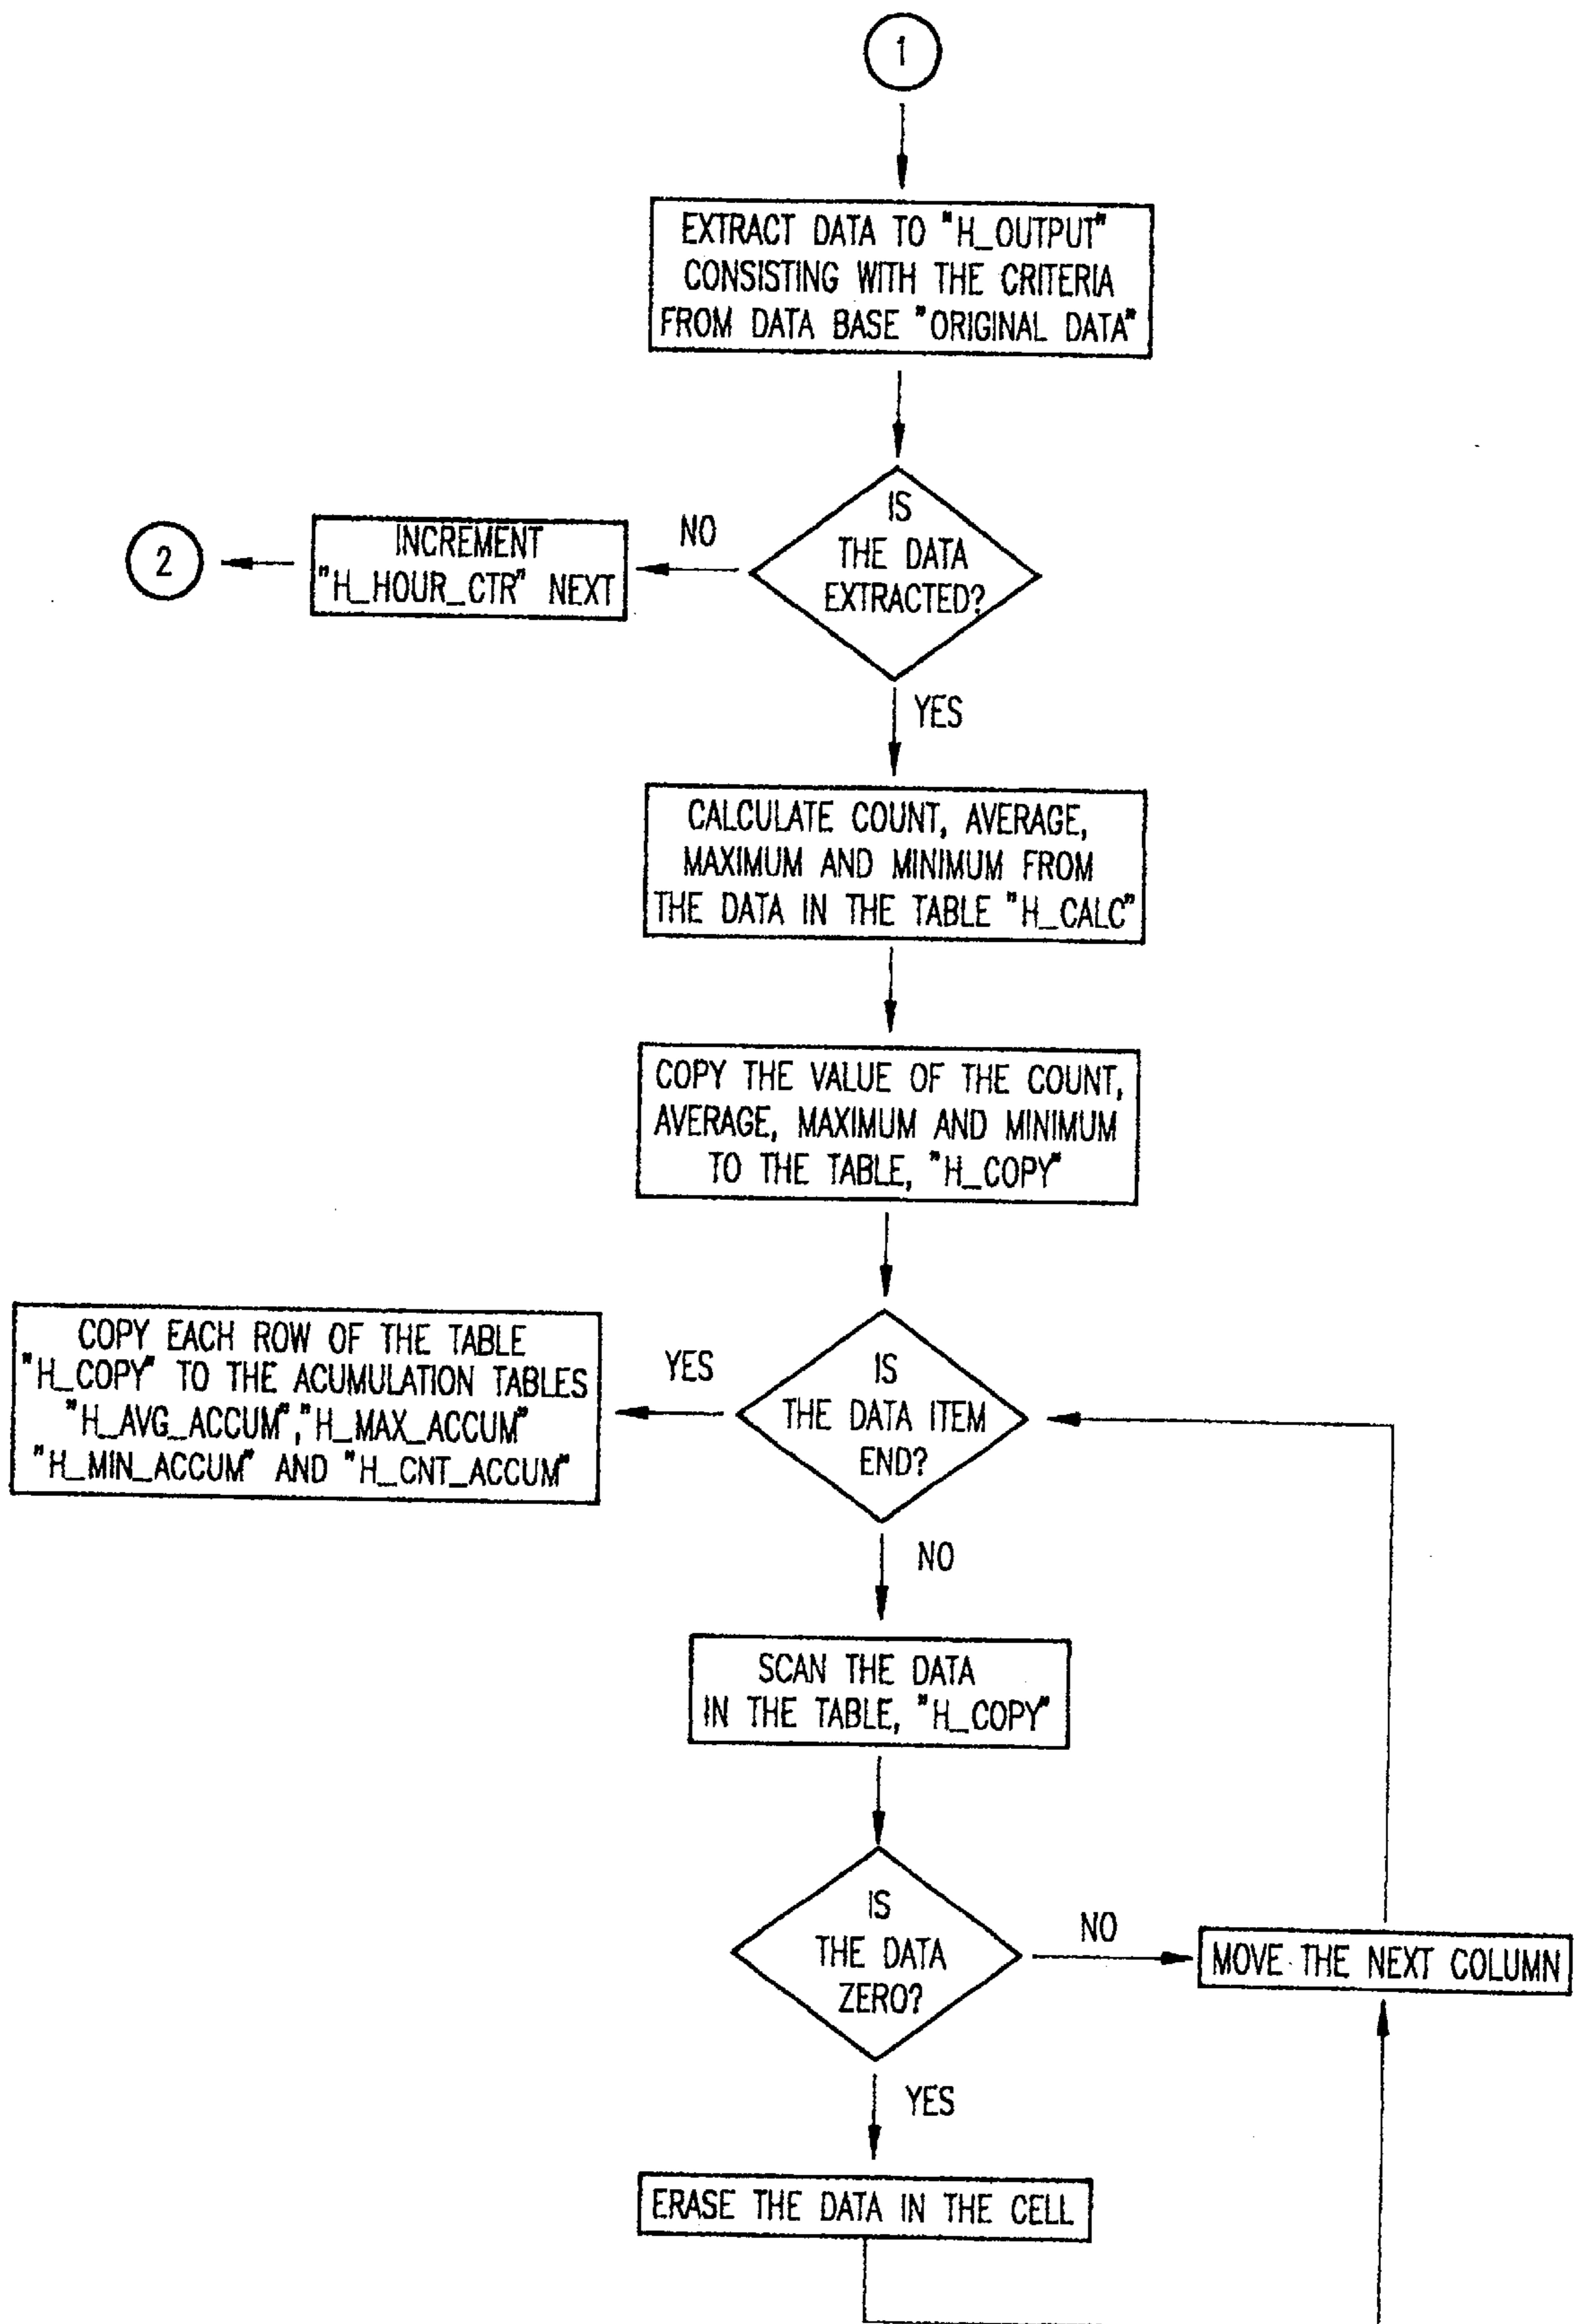 1
EXTRACT DATA TO "H_OUTPUT"
CONSISTING WITH THE CRITERIA
FROM DATA BASE "ORIGINAL DATA"
IS
THE DATA
EXTRACTED?
NO
INCREMENT
"H_HOUR_CTR" NEXT
2
YES
CALCULATE COUNT, AVERAGE,
MAXIMUM AND MINIMUM FROM
THE DATA IN THE TABLE "H_CALC"
COPY THE VALUE OF THE COUNT,
AVERAGE, MAXIMUM AND MINIMUM
TO THE TABLE, "H_COPY"
IS
THE DATA ITEM
END?
YES
COPY EACH ROW OF THE TABLE
"H_COPY" TO THE ACUMULATION TABLES
"H_AVG_ACCUM","H_MAX_ACCUM"
"H_MIN_ACCUM" AND "H_CNT_ACCUM"
NO
SCAN THE DATA
IN THE TABLE, "H_COPY"
IS
THE DATA
ZERO?
NO
MOVE THE NEXT COLUMN
YES
ERASE THE DATA IN THE CELL